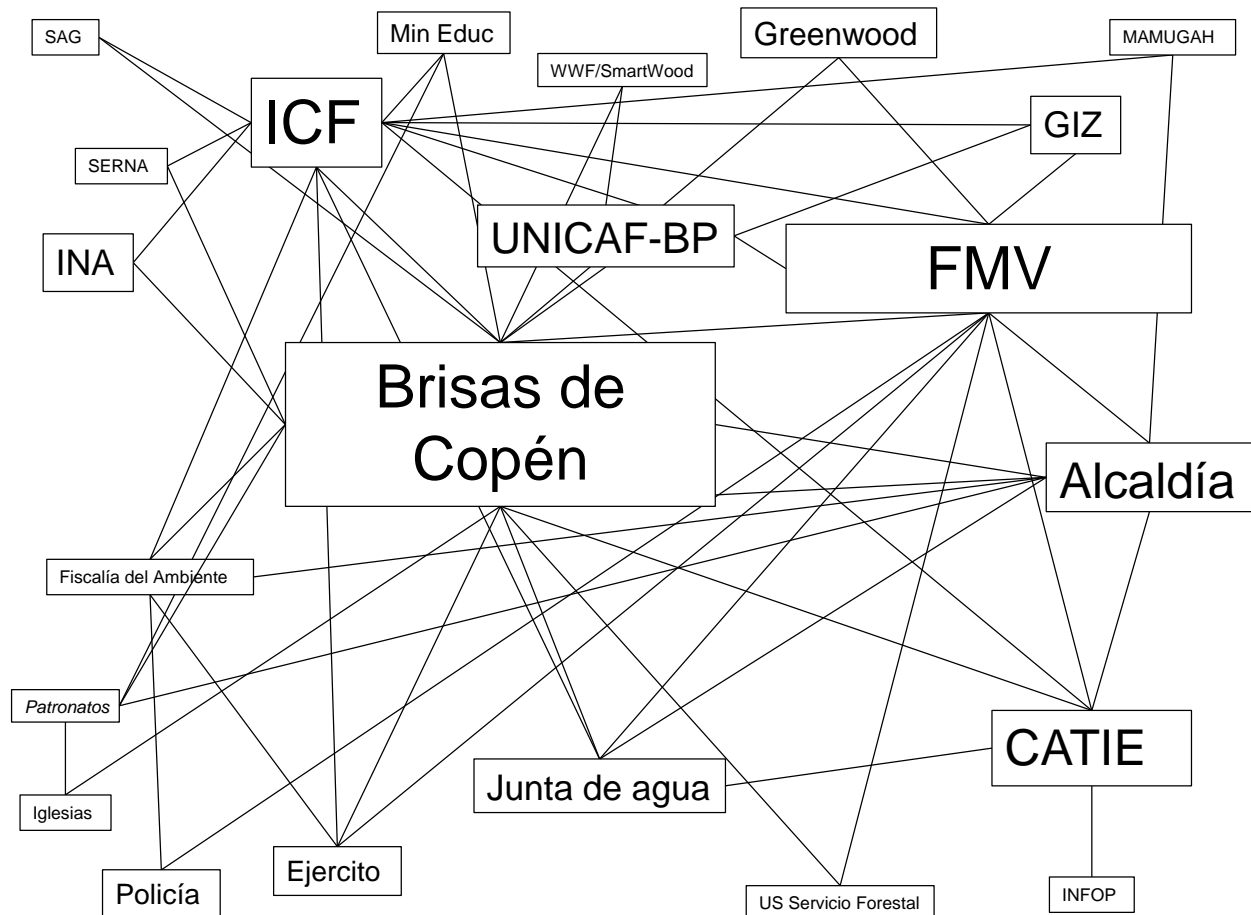 SAG
Min Educ
Greenwood
MAMUGAH
WWF/SmartWood
ICF
GIZ
SERNA
UNICAF-BP
INA
FMV
Brisas de
Copén
Alcaldía
Fiscalía del Ambiente
Patronatos
CATIE
Junta de agua
Iglesias
Ejercito
Policía
US Servicio Forestal
INFOP